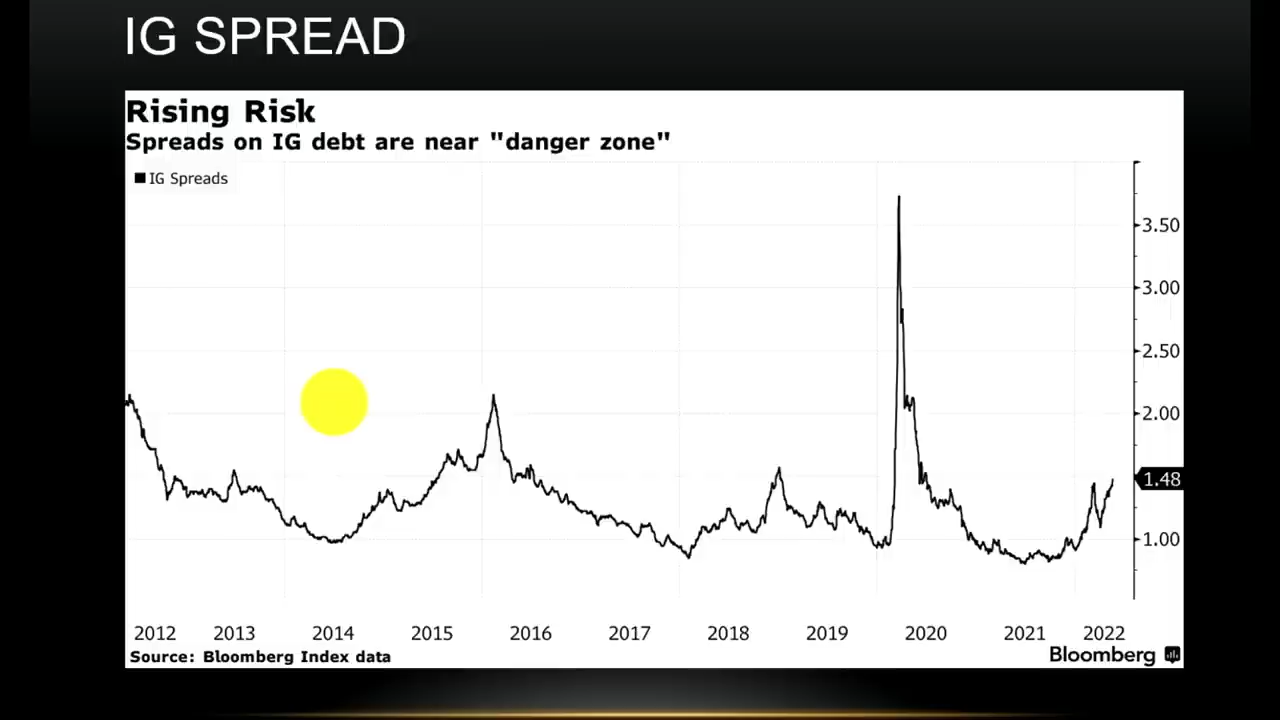 IG SPREAD
Rising Risk
Spreads on IG debt are near "danger zone"
IG Spreads
3.50
3.00
2.50
2.00
1.48
1.00
2012 2013 2014 2015 2016 2017 2018 2019 2020 2021 2022
Source: Bloomberg Index data
Bloomberg